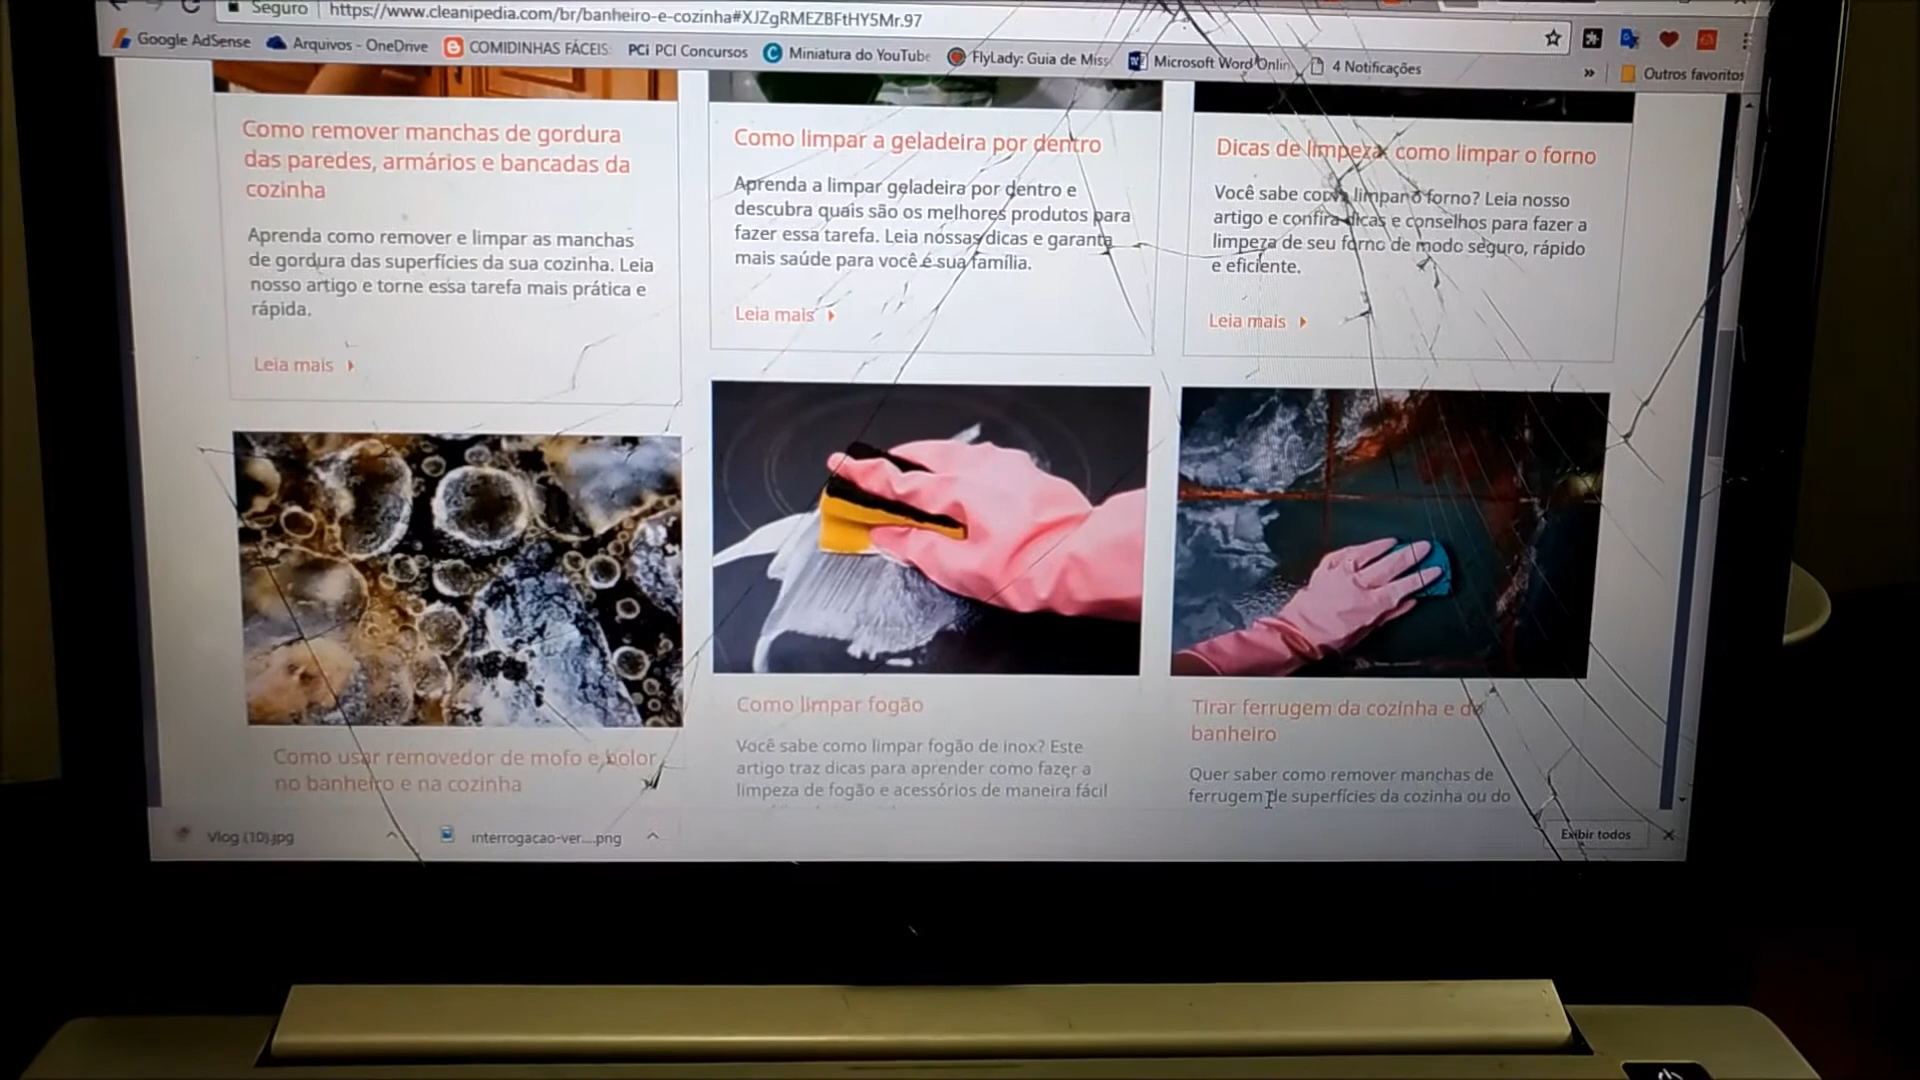 Seguro
https://www.cleanipedia.com/br/banheiro-e-cozinha#XJZgRMEZBFtHY5Mr.97
Google AdSense
Arquivos - OneDrive
COMIDINHAS FÁCEIS:
PCi PCI Concursos
Miniatura do YouTube
FlyLady: Guia de Miss
Microsoft Word Onlin
4 Notificações
»
Outros favoritos
Como remover manchas de gordura
das paredes, armários e bancadas da
cozinha
Aprenda como remover e limpar as manchas
de gordura das superfícies da sua cozinha. Leia
nosso artigo e torne essa tarefa mais prática e
rápida.
Leia mais
Como limpar a geladeira por dentro
Aprenda a limpar geladeira por dentro e
descubra quais são os melhores produtos para
fazer essa tarefa. Leia nossas dicas e garanta
mais saúde para você e sua família.
Leia mais
Dicas de limpeza: como limpar o forno
Você sabe como limpar o forno? Leia nosso
artigo e confira dicas e conselhos para fazer a
limpeza de seu forno de modo seguro, rápido
e eficiente.
Leia mais
Como usar removedor de mofo e bolor
no banheiro e na cozinha
Como limpar fogão
Você sabe como limpar fogão de inox? Este
artigo traz dicas para aprender como fazer a
limpeza de fogão e acessórios de maneira fácil
Tirar ferrugem da cozinha e do
banheiro
Quer saber como remover manchas de
ferrugem de superfícies da cozinha ou do
Vlog (10).jpg
interrogacao-ver....png
Exibir todos